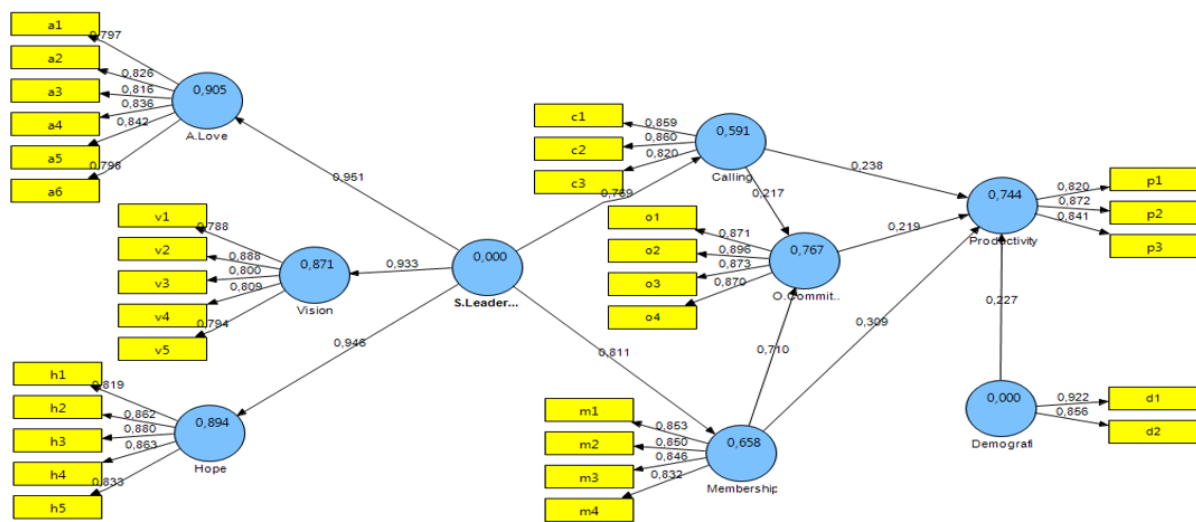 a1
a2
a3
a4
a5
a6
0,797
0,826
0,816
0,836
0,842
0,798
0,905
A.Love
0,951
v1
v2
v3
v4
v5
0,788
0,888
0,800
0,809
0,794
0,871
Vision
0,933
h1
h2
h3
h4
h5
0,819
0,862
0,880
0,863
0,833
0,894
Hope
0,946
0,000
S.Leader...
0,769
0,811
c1
c2
c3
0,859
0,860
0,820
0,591
Calling
0,238
0,217
o1
o2
o3
o4
0,871
0,896
0,873
0,870
0,767
O.Commit..
0,219
0,710
m1
m2
m3
m4
0,853
0,850
0,846
0,832
0,658
Membership
0,309
0,744
Productivity
0,820
0,872
0,841
p1
p2
p3
0,227
0,000
Demografi
0,922
0,856
d1
d2